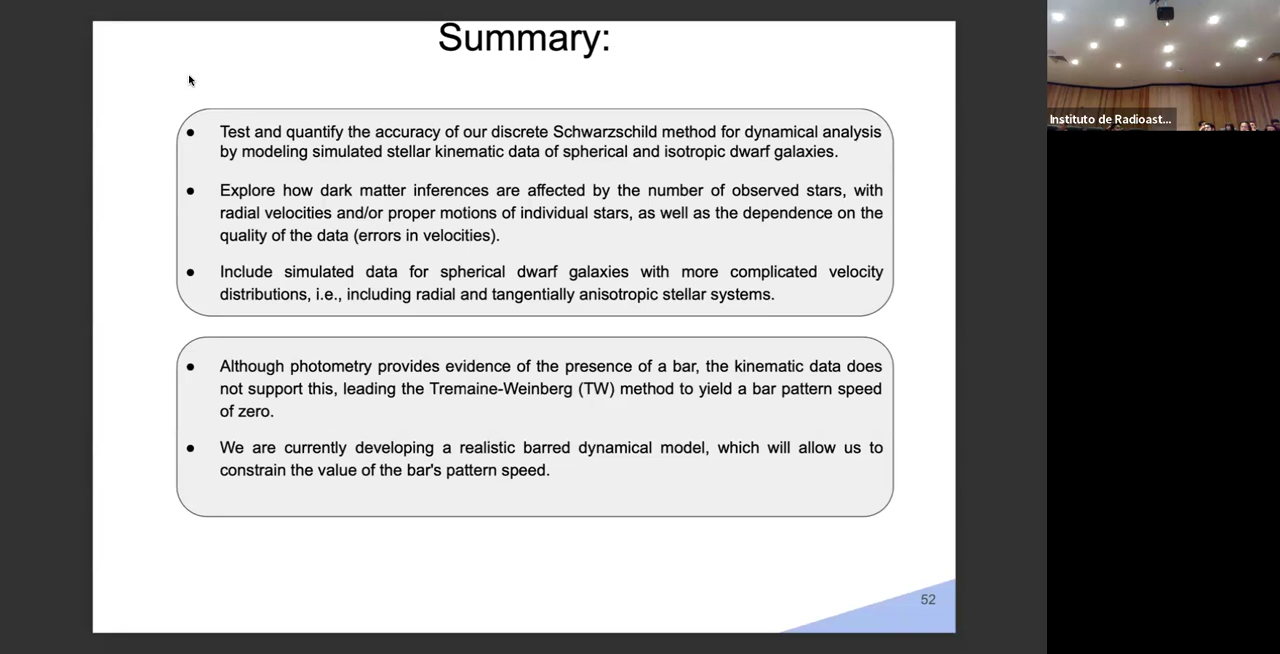 Summary:
● Test and quantify the accuracy of our discrete Schwarzschild method for dynamical analysis
by modeling simulated stellar kinematic data of spherical and isotropic dwarf galaxies.
● Explore how dark matter inferences are affected by the number of observed stars, with
radial velocities and/or proper motions of individual stars, as well as the dependence on the
quality of the data (errors in velocities).
● Include simulated data for spherical dwarf galaxies with more complicated velocity
distributions, i.e., including radial and tangentially anisotropic stellar systems.
● Although photometry provides evidence of the presence of a bar, the kinematic data does
not support this, leading the Tremaine-Weinberg (TW) method to yield a bar pattern speed
of zero.
● We are currently developing a realistic barred dynamical model, which will allow us to
constrain the value of the bar's pattern speed.
52
Instituto de Radioast...